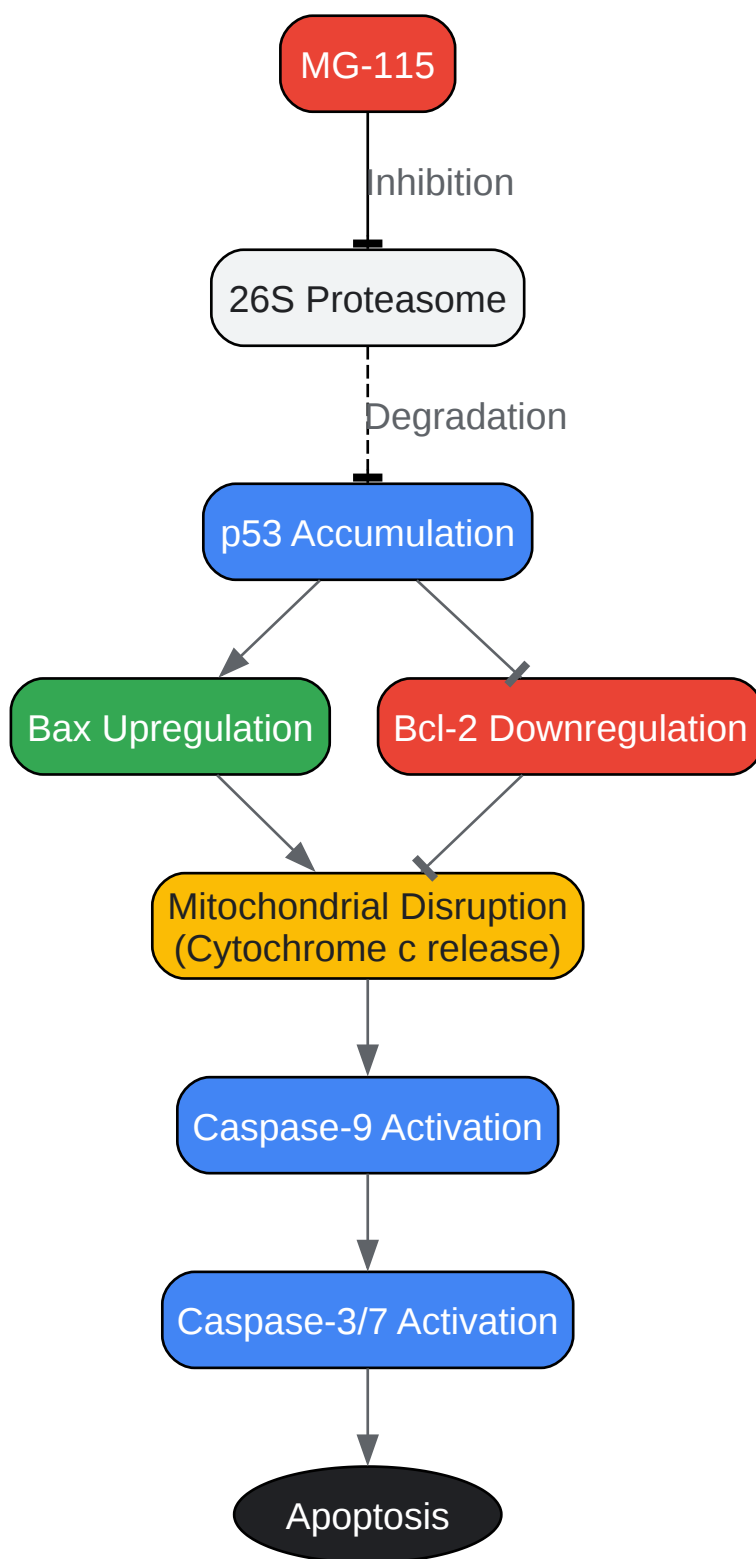 MG-115
Inhibition
26S Proteasome
Degradation
p53 Accumulation
Bax Upregulation
Bcl-2 Downregulation
Mitochondrial Disruption
(Cytochrome c release)
Caspase-9 Activation
Caspase-3/7 Activation
Apoptosis